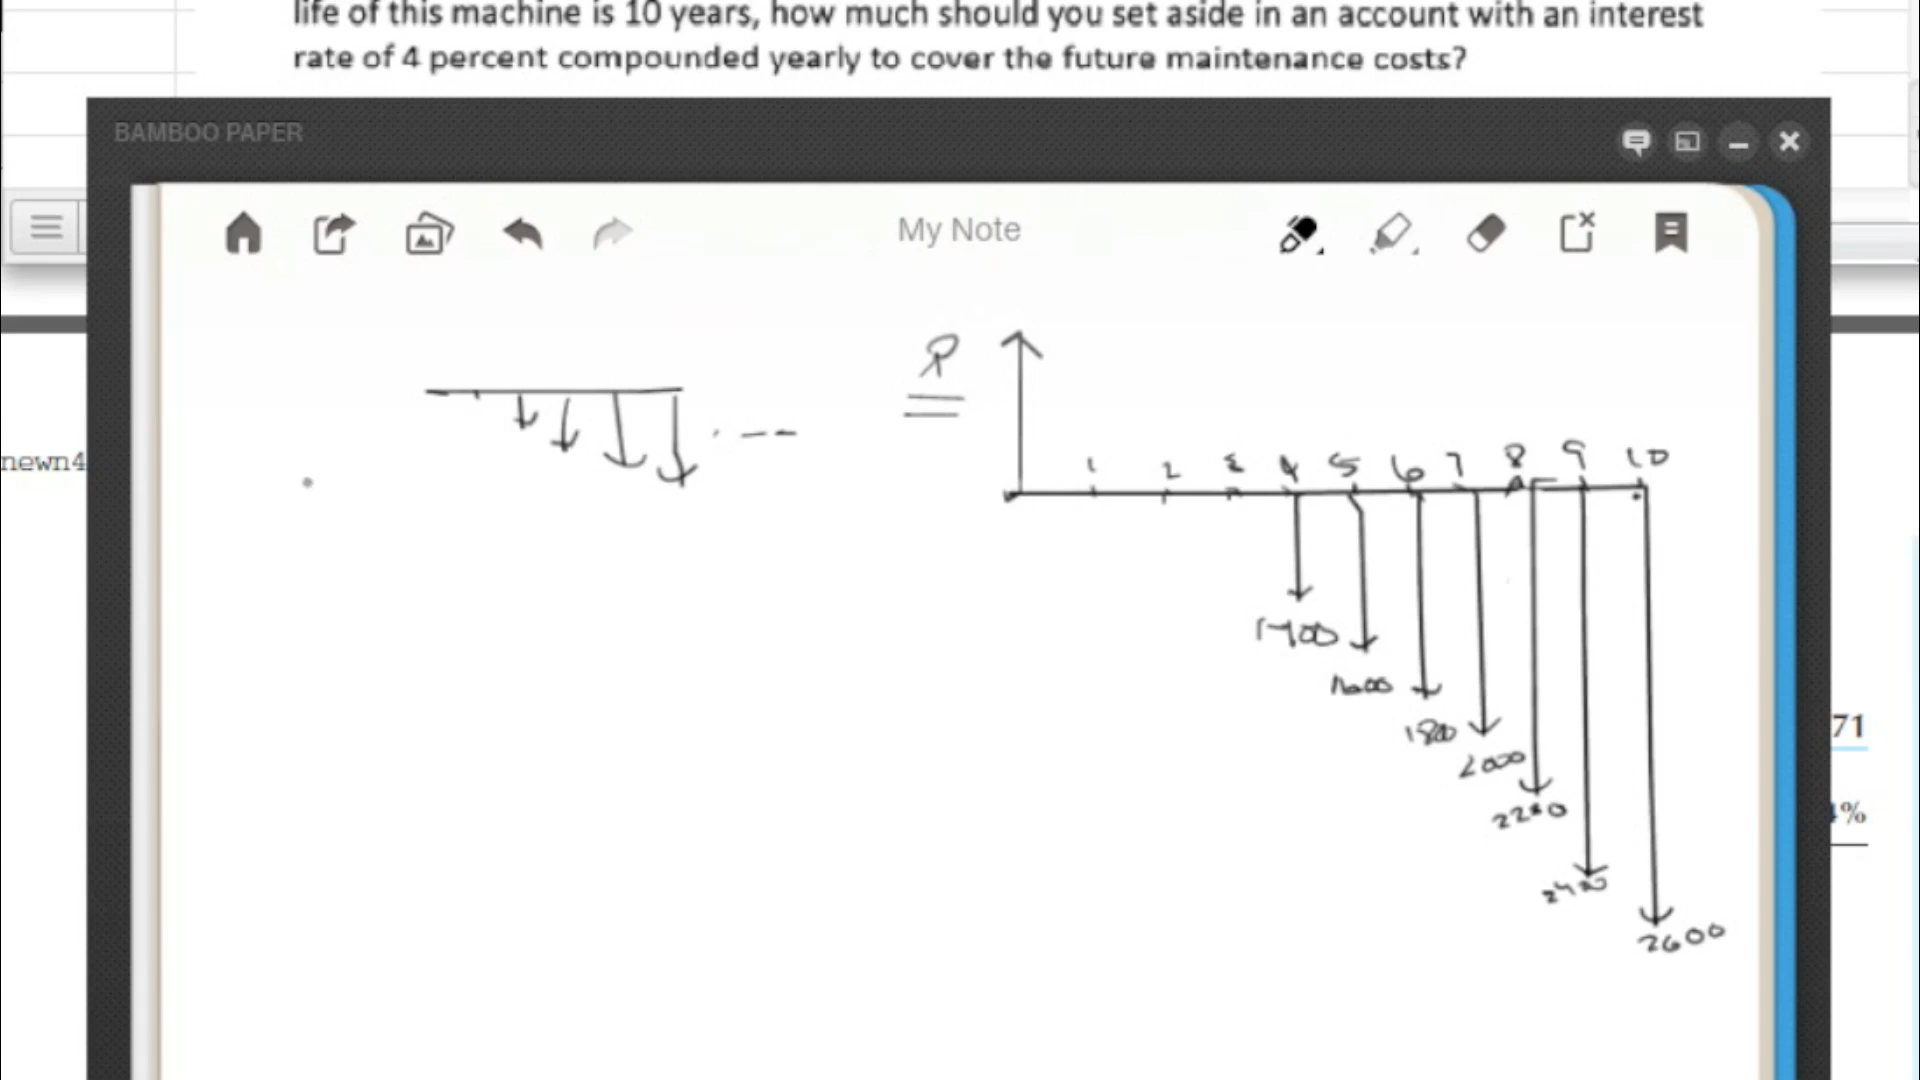 life of this machine is 10 years, how much should you set aside in an account with an interest
rate of 4 percent compounded yearly to cover the future maintenance costs?
BAMBOO PAPER
My Note
P
1 2 3 4 5 6 7 8 9 10
newn4
1400
1600
1800
71
2000
2200
4%
2400
2600